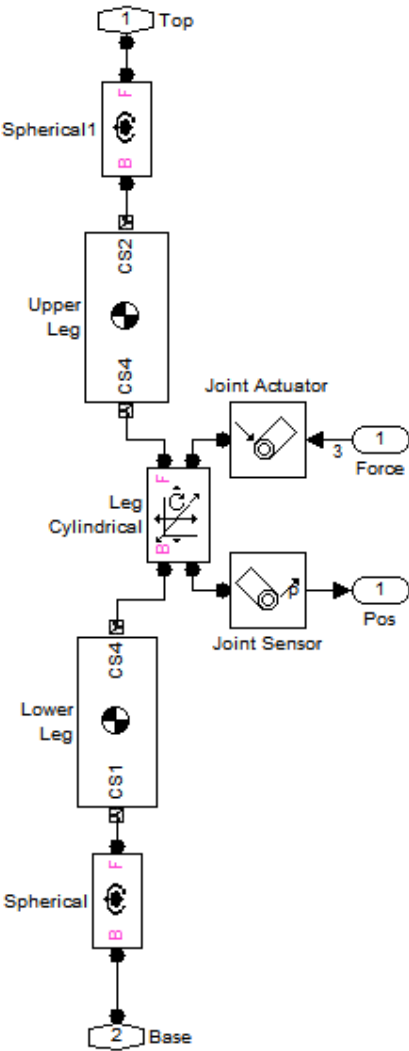 1 Top
F
Spherical1
B
CS2
Upper
Leg
CS4
Joint Actuator
1
3
Force
F
Leg
Cylindrical
C
B
P
1
Pos
Joint Sensor
CS4
Lower
Leg
CS1
F
Spherical
B
2 Base